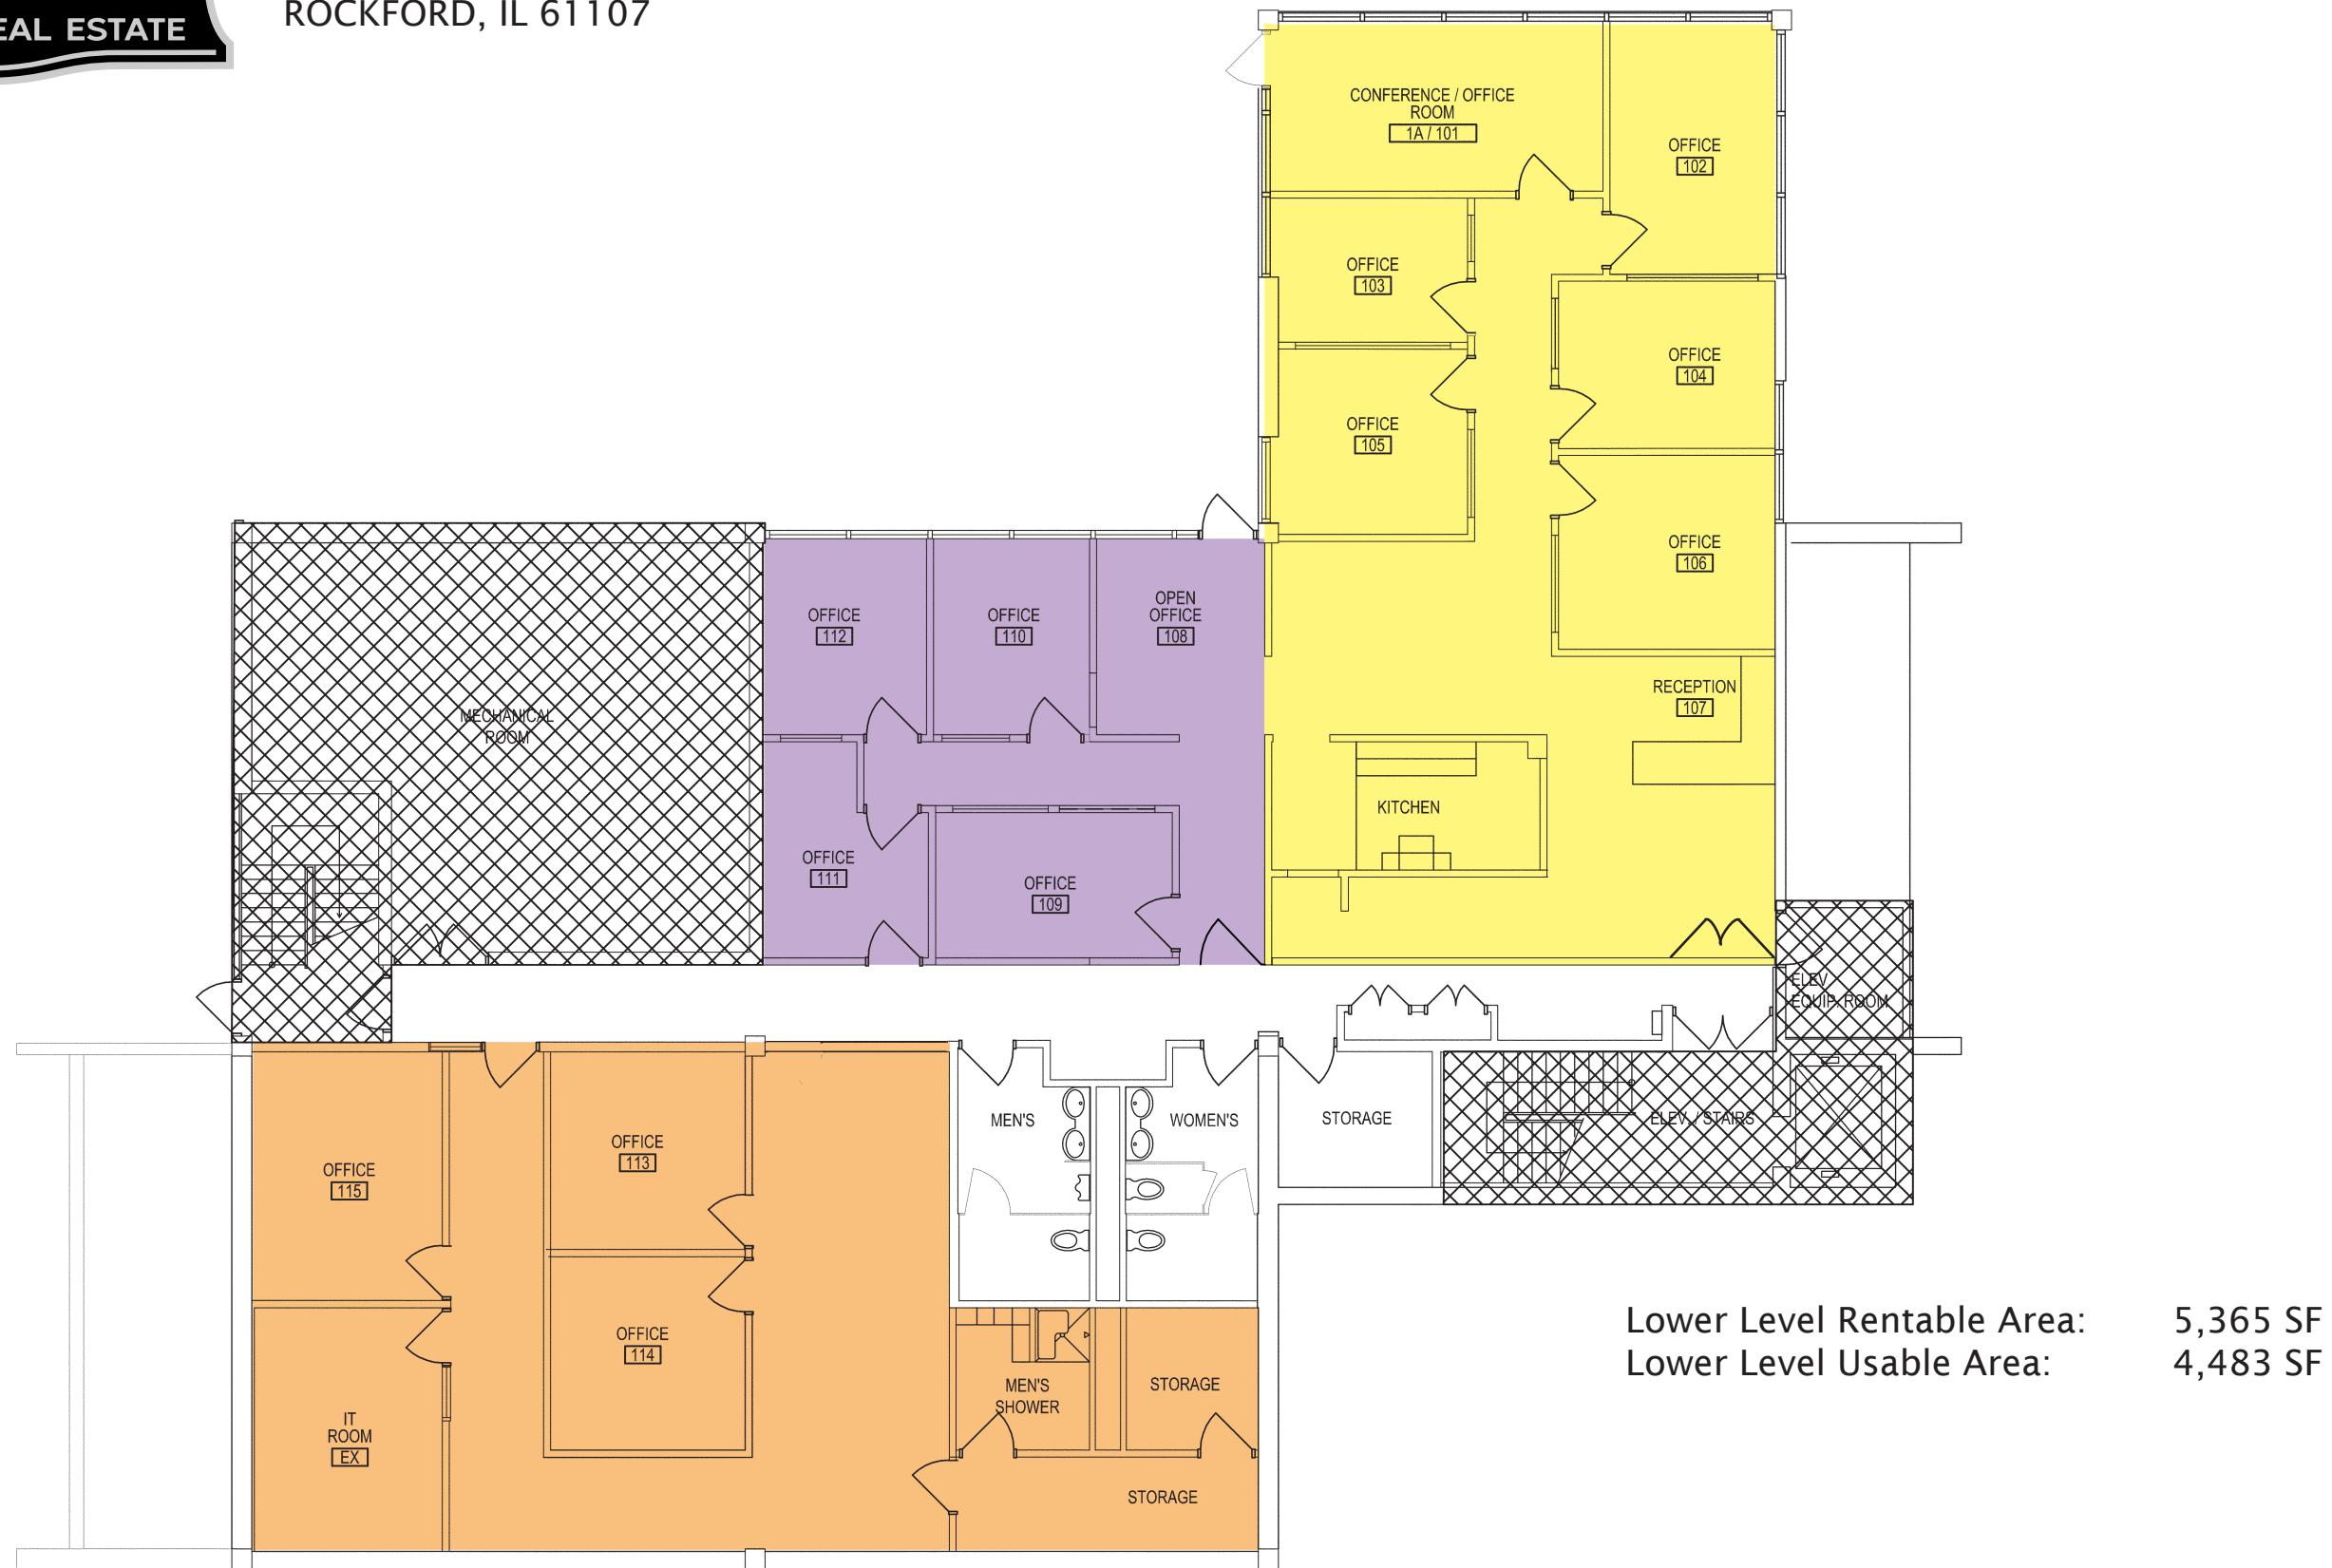 EAL ESTATE
ROCKFORD, IL 61107
CONFERENCE / OFFICE
ROOM
1A / 101
OFFICE
102
OFFICE
103
OFFICE
104
OFFICE
105
OFFICE
106
OFFICE
112
OFFICE
110
OPEN
OFFICE
108
RECEPTION
107
MECHANICAL
ROOM
KITCHEN
OFFICE
111
OFFICE
109
ELEV
EQUIP. ROOM
MEN'S
WOMEN'S
STORAGE
ELEV. / STAIRS
OFFICE
113
OFFICE
115
OFFICE
114
MEN'S
SHOWER
STORAGE
IT
ROOM
EX
STORAGE
Lower Level Rentable Area: 5,365 SF
Lower Level Usable Area: 4,483 SF